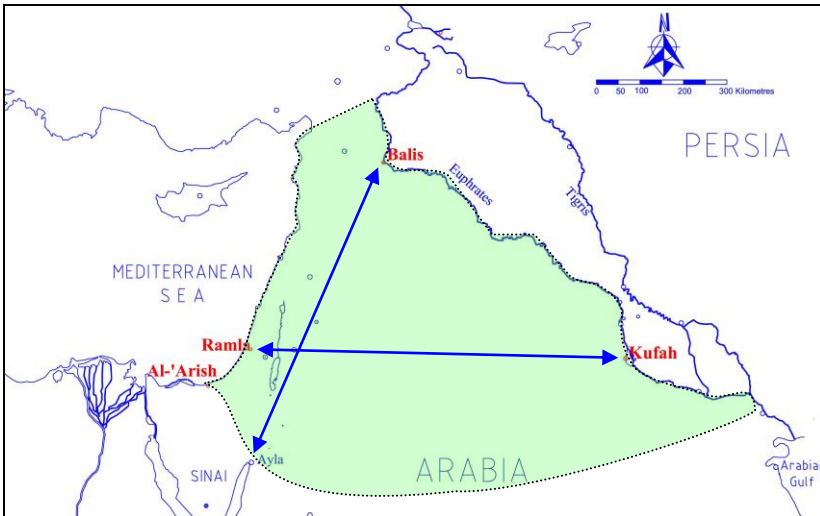 0 50 100 200 300 Kilometres
PERSIA
Balis
Euphrates
Tigris
MEDITERRANEAN
SEA
Ramla
Kufah
Al-'Arish
Ayla
SINAI
ARABIA
Arabian
Gulf